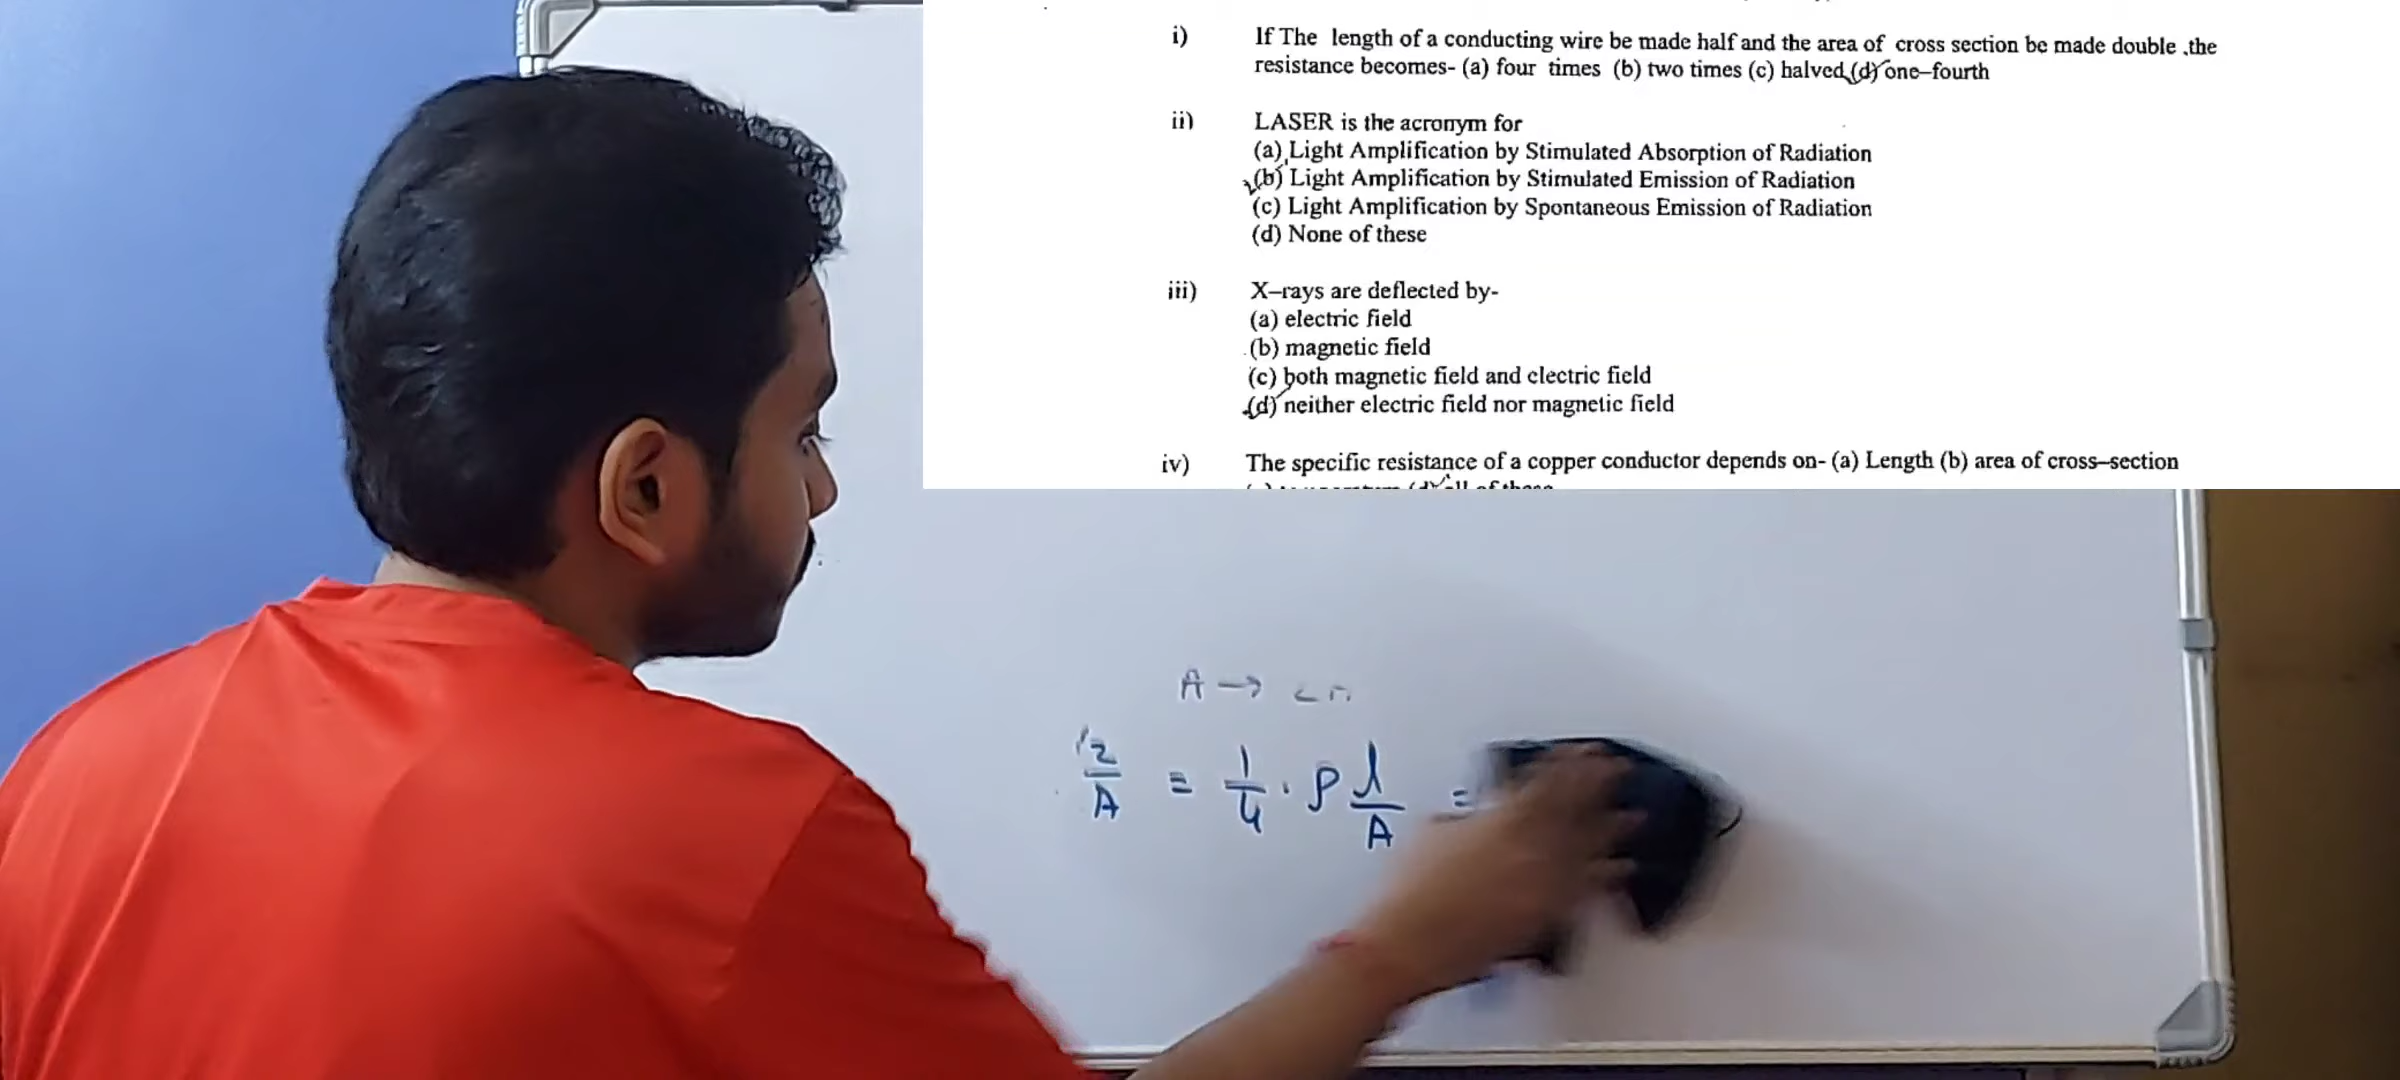 i) If The length of a conducting wire be made half and the area of cross section be made double ,the
resistance becomes- (a) four times (b) two times (c) halved (d) one–fourth
ii) LASER is the acronym for
(a) Light Amplification by Stimulated Absorption of Radiation
(b) Light Amplification by Stimulated Emission of Radiation
(c) Light Amplification by Spontaneous Emission of Radiation
(d) None of these
iii) X–rays are deflected by-
(a) electric field
(b) magnetic field
(c) both magnetic field and electric field
(d) neither electric field nor magnetic field
iv) The specific resistance of a copper conductor depends on- (a) Length (b) area of cross–section
(d) all of these
A →
2/A = 1/4 · ρ l/A =